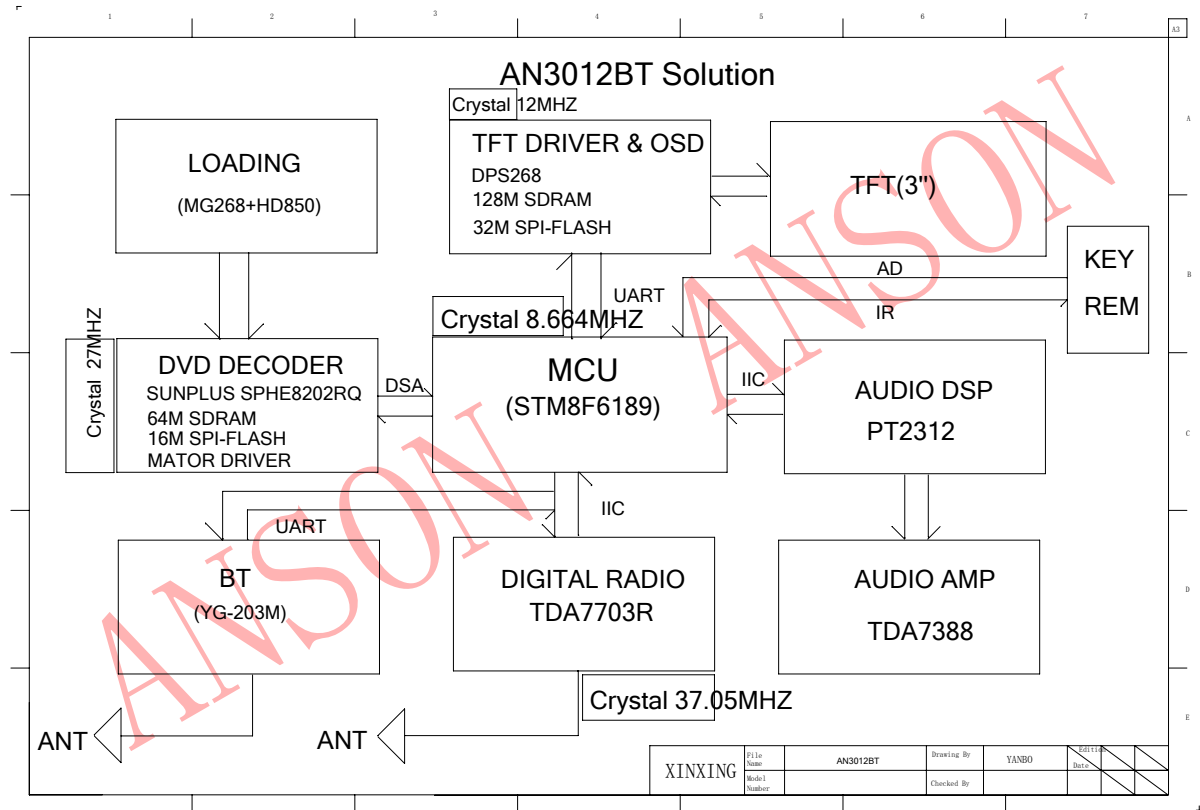 1 2 3 4 5 6 7
A3
AN3012BT Solution
Crystal 12MHZ
A
TFT DRIVER & OSD
DPS268
128M SDRAM
32M SPI-FLASH
LOADING
(MG268+HD850)
TFT(3")
KEY
REM
B
AD
IR
UART
Crystal 8.664MHZ
Crystal 27MHZ
DVD DECODER
SUNPLUS SPHE8202RQ
64M SDRAM
16M SPI-FLASH
MATOR DRIVER
DSA
MCU
(STM8F6189)
IIC
AUDIO DSP
PT2312
C
IIC
UART
BT
(YG-203M)
DIGITAL RADIO
TDA7703R
AUDIO AMP
TDA7388
D
Crystal 37.05MHZ
E
ANT
ANT
XINXING
File Name
AN3012BT
Drawing By
YANBO
Edition
Date
Model Number
Checked By
ANSON
ANSON